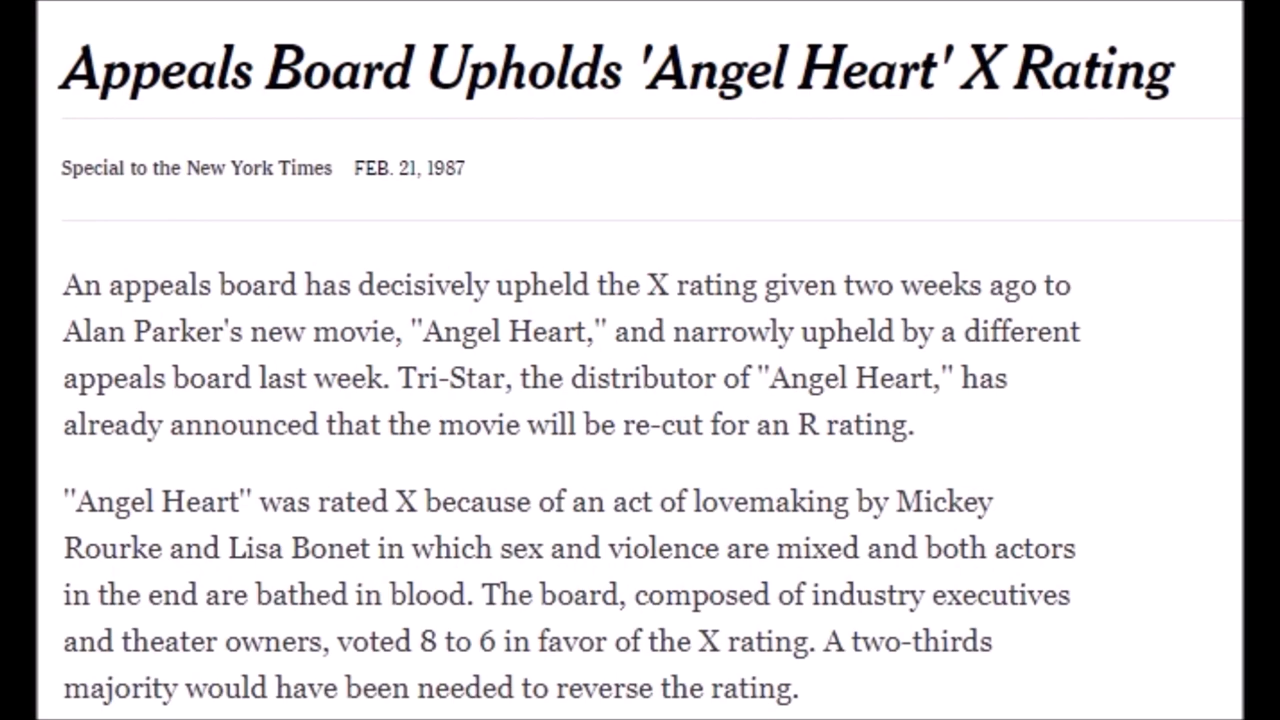 Appeals Board Upholds 'Angel Heart' X Rating
Special to the New York Times FEB. 21, 1987
An appeals board has decisively upheld the X rating given two weeks ago to
Alan Parker's new movie, ''Angel Heart,'' and narrowly upheld by a different
appeals board last week. Tri-Star, the distributor of ''Angel Heart,'' has
already announced that the movie will be re-cut for an R rating.
''Angel Heart'' was rated X because of an act of lovemaking by Mickey
Rourke and Lisa Bonet in which sex and violence are mixed and both actors
in the end are bathed in blood. The board, composed of industry executives
and theater owners, voted 8 to 6 in favor of the X rating. A two-thirds
majority would have been needed to reverse the rating.